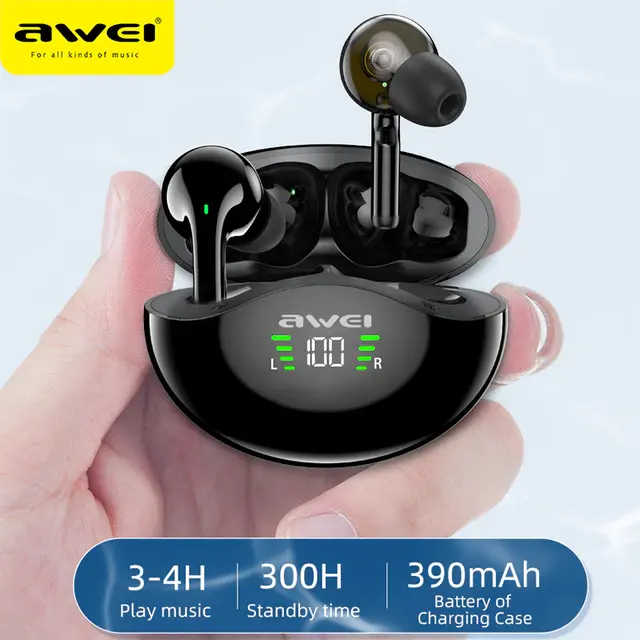 awei®
For all kinds of music
awei
L 100 R
3-4H
Play music
300H
Standby time
390mAh
Battery of
Charging Case